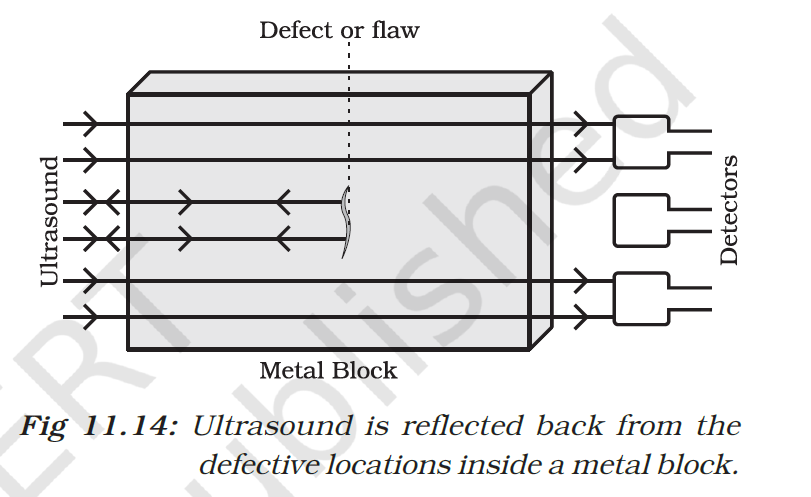 Defect or flaw
Ultrasound
Detectors
Metal Block
Fig 11.14: Ultrasound is reflected back from the
defective locations inside a metal block.
ERT
ublished